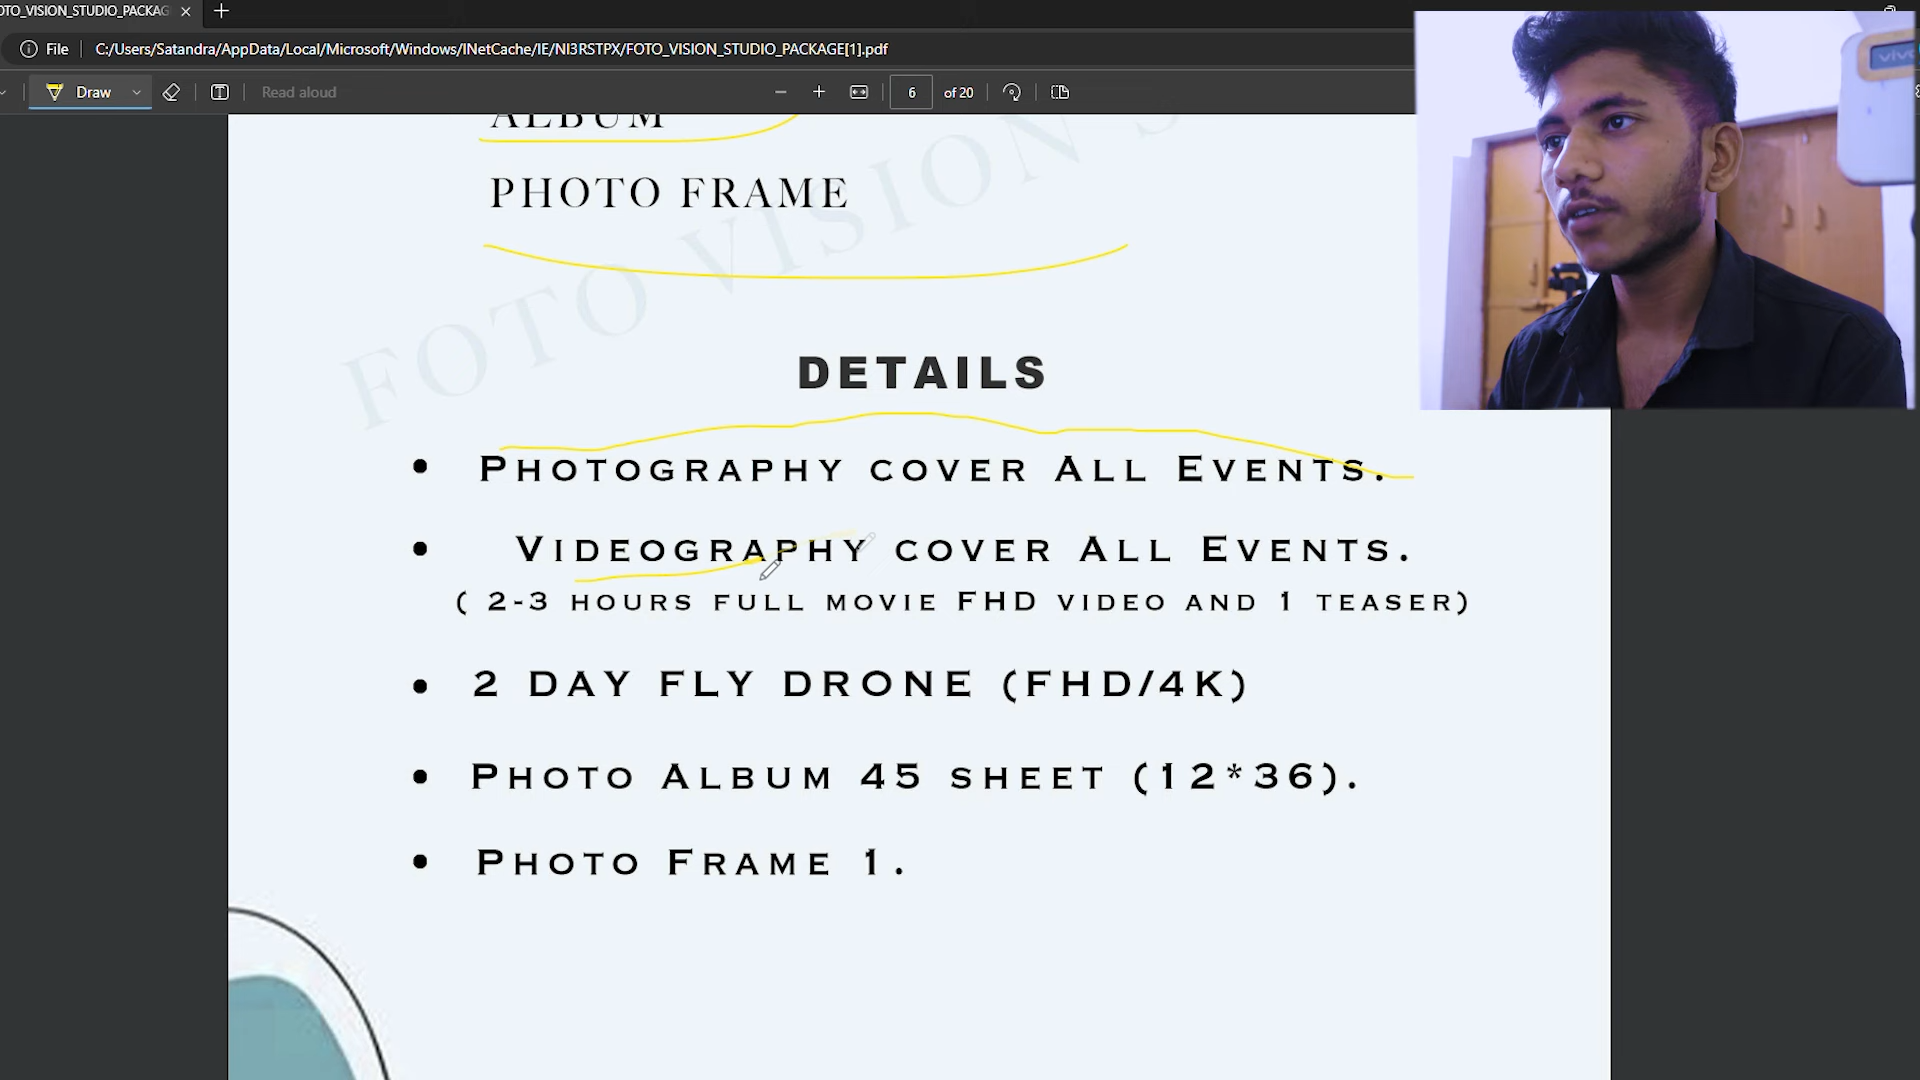 OTO_VISION_STUDIO_PACKAG
File
C:/Users/Satandra/AppData/Local/Microsoft/Windows/INetCache/IE/NI3RSTPX/FOTO_VISION_STUDIO_PACKAGE[1].pdf
Draw
Read aloud
6 of 20
vivo
ALBUM
PHOTO FRAME
FOTO VISION S
DETAILS
• PHOTOGRAPHY COVER ALL EVENTS.
• VIDEOGRAPHY COVER ALL EVENTS.
( 2-3 HOURS FULL MOVIE FHD VIDEO AND 1 TEASER)
• 2 DAY FLY DRONE (FHD/4K)
• PHOTO ALBUM 45 SHEET (12*36).
• PHOTO FRAME 1.